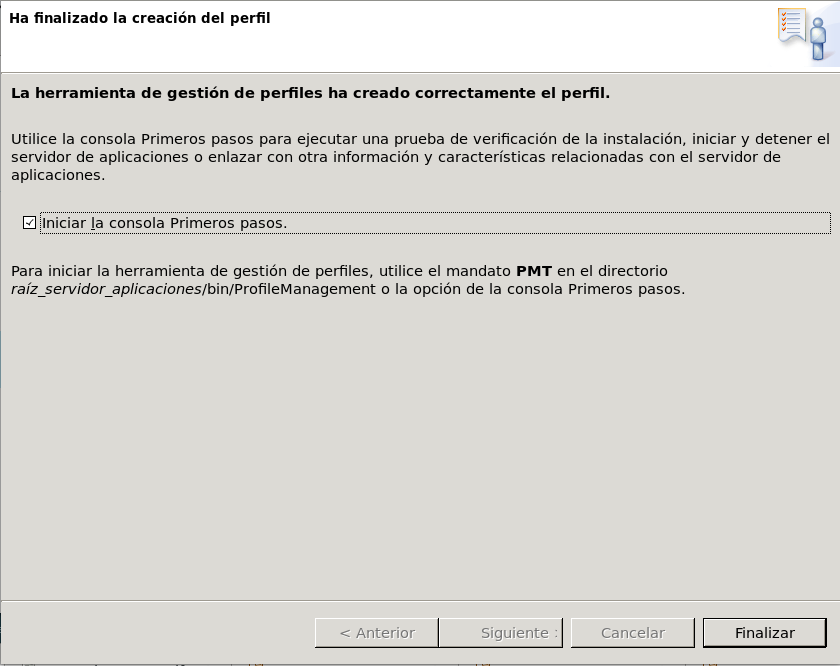 Ha finalizado la creación del perfil
La herramienta de gestión de perfiles ha creado correctamente el perfil.
Utilice la consola Primeros pasos para ejecutar una prueba de verificación de la instalación, iniciar y detener el
servidor de aplicaciones o enlazar con otra información y características relacionadas con el servidor de
aplicaciones.
Iniciar la consola Primeros pasos.
Para iniciar la herramienta de gestión de perfiles, utilice el mandato PMT en el directorio
raíz_servidor_aplicaciones/bin/ProfileManagement o la opción de la consola Primeros pasos.
< Anterior
Siguiente :
Cancelar
Finalizar